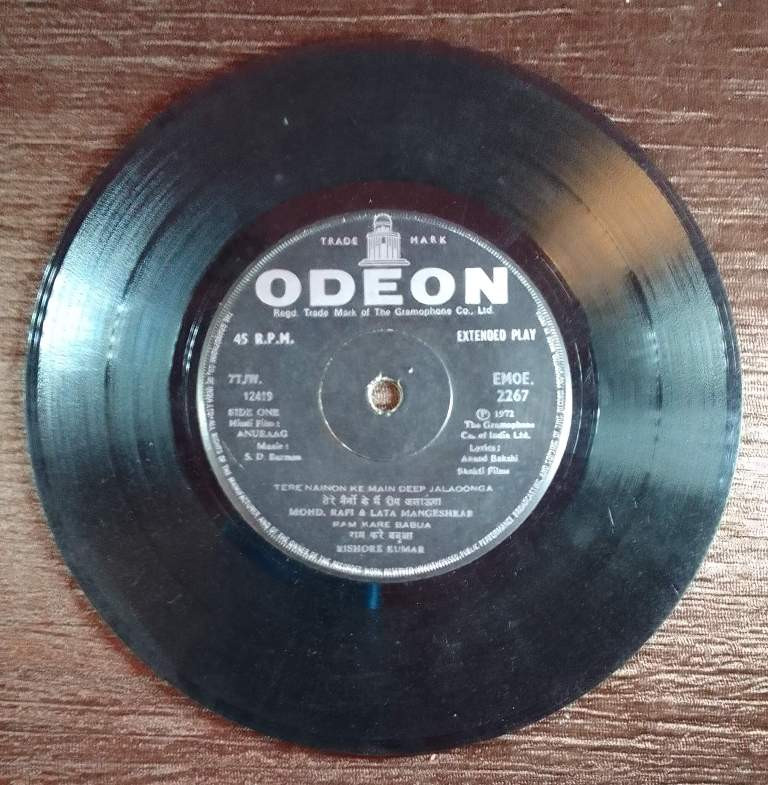 TRADE MARK
ODEON
Regd. Trade Mark of The Gramophone Co., Ltd.
45 R.P.M.
EXTENDED PLAY
7TJW.
12419
EMOE.
2267
SIDE ONE
Hindi Film :
ANURAAG
Music :
S. D. Burman
Ⓟ 1972
The Gramophone
Co. of India Ltd.
Lyrics :
Anand Bakshi
Shakti Films
TERE NAINON KE MAIN DEEP JALAOONGA
तेरे नैनों के मैं दीप जलाऊंगा
MOHD. RAFI & LATA MANGESHKAR
RAM KARE BABUA
राम करे बबुआ
KISHORE KUMAR